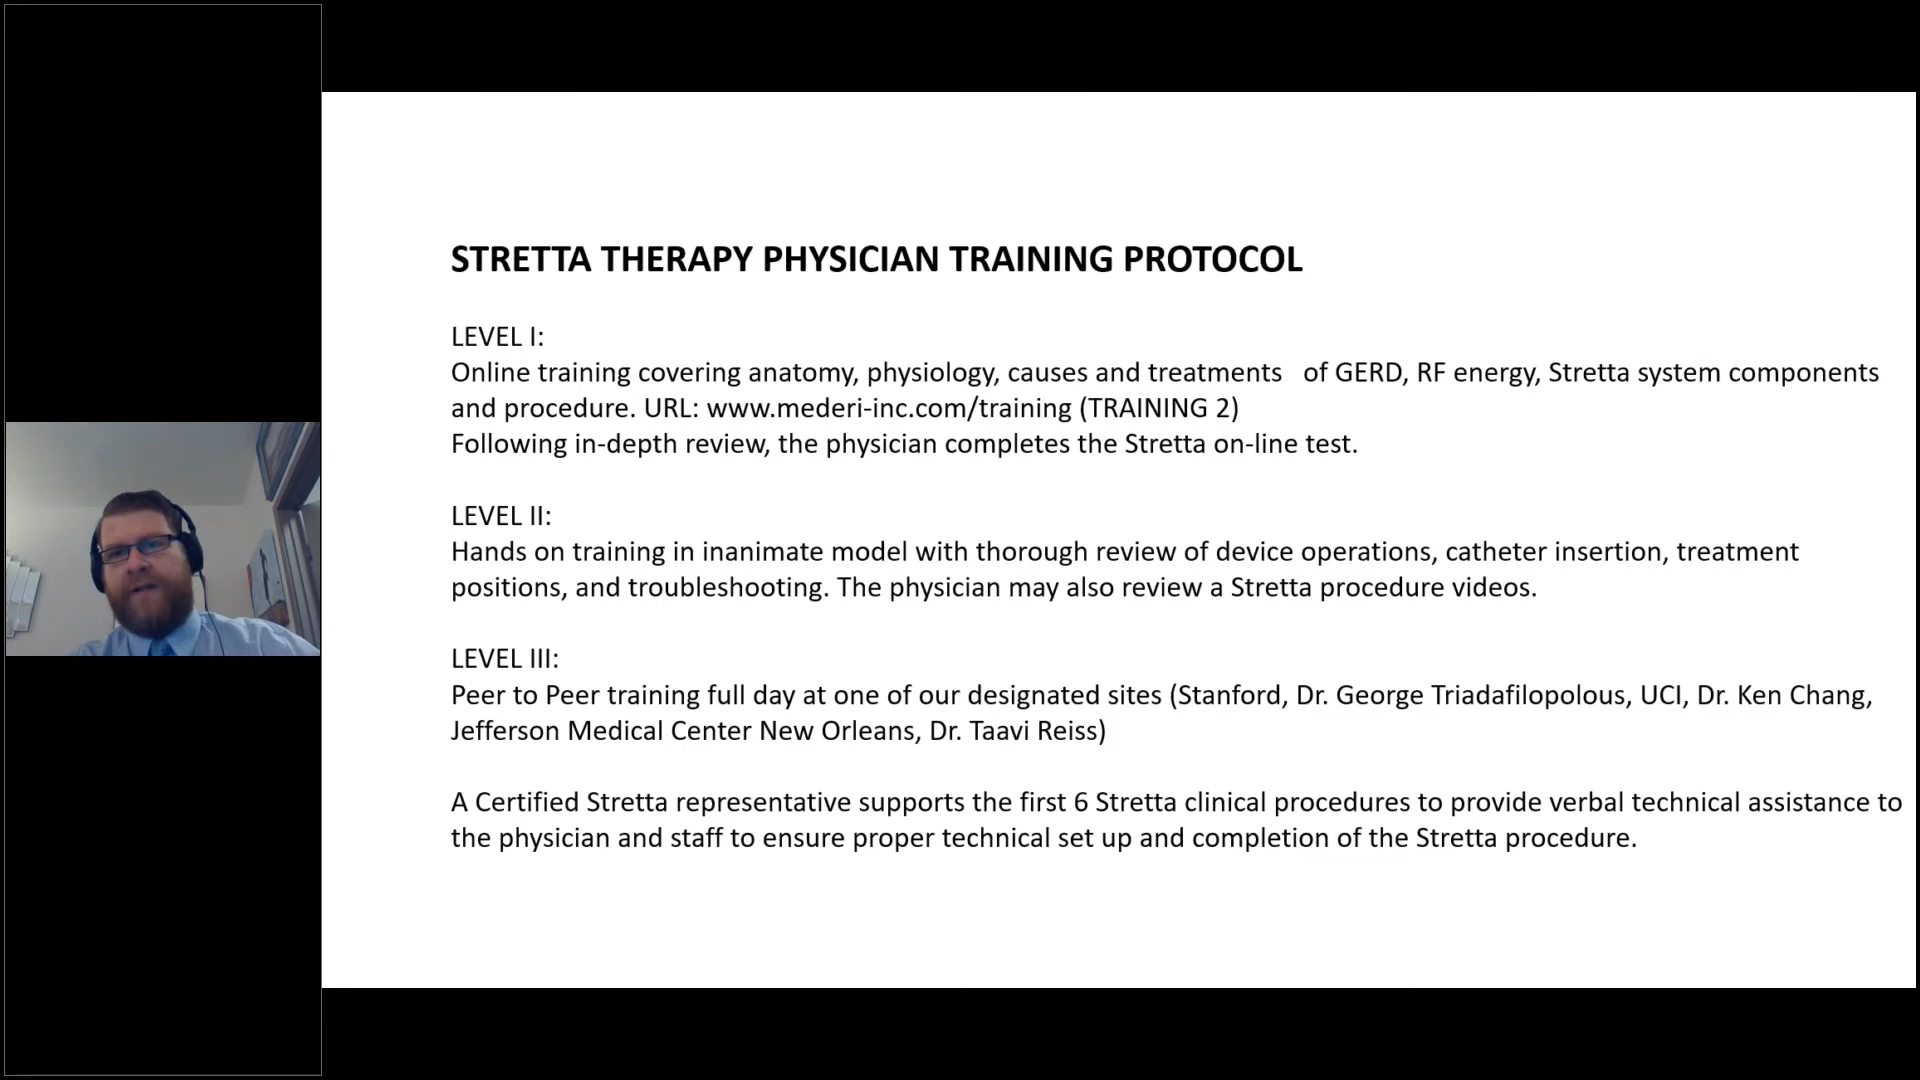 STRETTA THERAPY PHYSICIAN TRAINING PROTOCOL
LEVEL I:
Online training covering anatomy, physiology, causes and treatments   of GERD, RF energy, Stretta system components
and procedure. URL: www.mederi-inc.com/training (TRAINING 2)
Following in-depth review, the physician completes the Stretta on-line test.
LEVEL II:
Hands on training in inanimate model with thorough review of device operations, catheter insertion, treatment
positions, and troubleshooting. The physician may also review a Stretta procedure videos.
LEVEL III:
Peer to Peer training full day at one of our designated sites (Stanford, Dr. George Triadafilopolous, UCI, Dr. Ken Chang,
Jefferson Medical Center New Orleans, Dr. Taavi Reiss)
A Certified Stretta representative supports the first 6 Stretta clinical procedures to provide verbal technical assistance to
the physician and staff to ensure proper technical set up and completion of the Stretta procedure.